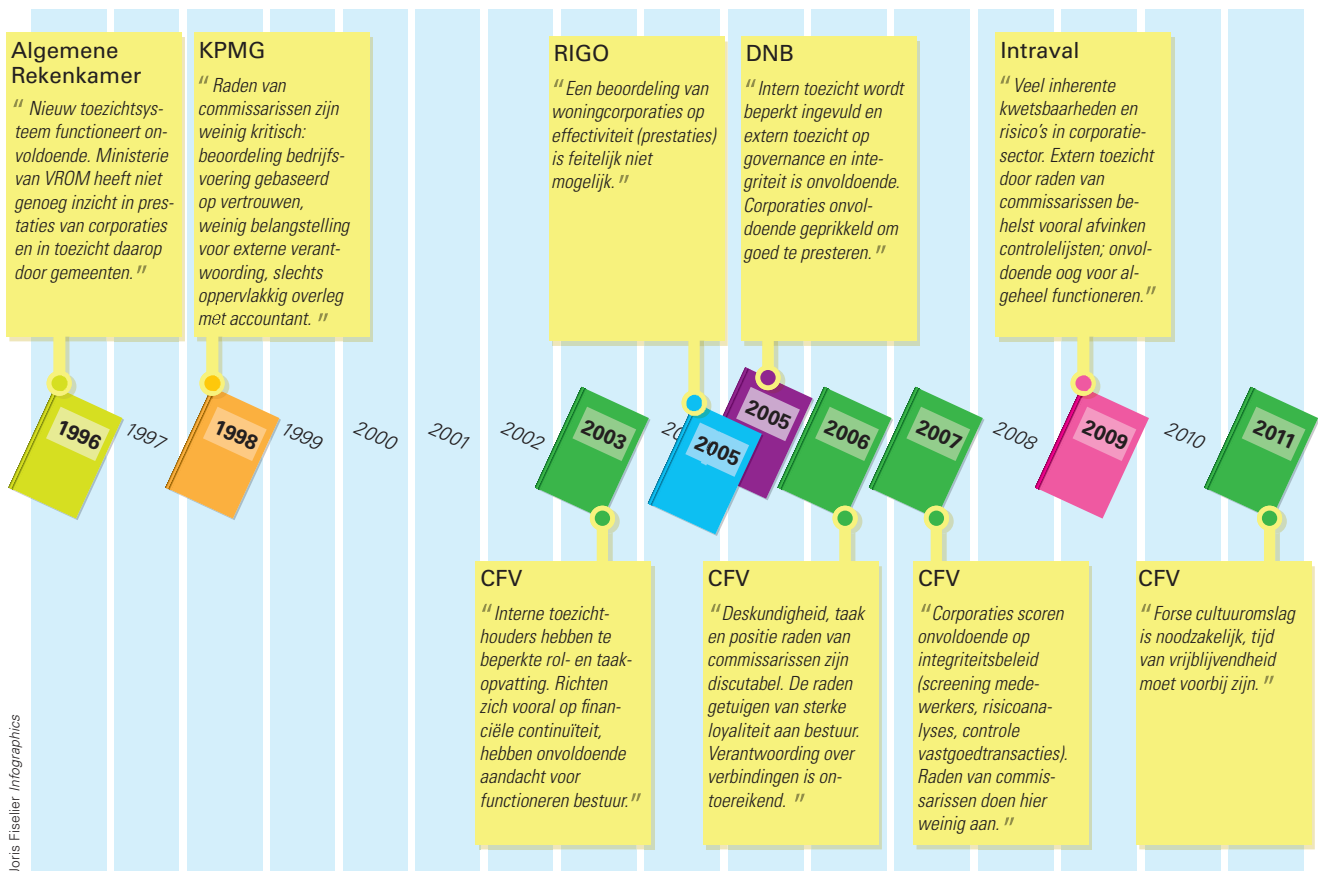 Algemene
Rekenkamer
“ Nieuw toezichtsys-
teem functioneert on-
voldoende. Ministerie
van VROM heeft niet
genoeg inzicht in pres-
taties van corporaties
en in toezicht daarop
door gemeenten. ”
KPMG
“ Raden van
commissarissen zijn
weinig kritisch:
beoordeling bedrijfs-
voering gebaseerd
op vertrouwen,
weinig belangstelling
voor externe verant-
woording, slechts
oppervlakkig overleg
met accountant. ”
RIGO
“ Een beoordeling van
woningcorporaties op
effectiviteit (prestaties)
is feitelijk niet
mogelijk. ”
DNB
“ Intern toezicht wordt
beperkt ingevuld en
extern toezicht op
governance en inte-
griteit is onvoldoende.
Corporaties onvol-
doende geprikkeld om
goed te presteren. ”
Intraval
“ Veel inherente
kwetsbaarheden en
risico's in corporatie-
sector. Extern toezicht
door raden van
commissarissen be-
helst vooral afvinken
controlelijsten; onvol-
doende oog voor al-
geheel functioneren. ”
1996
1997
1998
1999
2000
2001
2002
2003
2005
2005
2006
2007
2008
2009
2010
2011
CFV
“ Interne toezicht-
houders hebben te
beperkte rol- en taak-
opvatting. Richten
zich vooral op finan-
ciële continuïteit,
hebben onvoldoende
aandacht voor
functioneren bestuur. ”
CFV
“ Deskundigheid, taak
en positie raden van
commissarissen zijn
discutabel. De raden
getuigen van sterke
loyaliteit aan bestuur.
Verantwoording over
verbindingen is on-
toereikend. ”
CFV
“ Corporaties scoren
onvoldoende op
integriteitsbeleid
(screening mede-
werkers, risicoana-
lyses, controle
vastgoedtransacties).
Raden van commis-
sarissen doen hier
weinig aan. ”
CFV
“ Forse cultuuromslag
is noodzakelijk, tijd
van vrijblijvendheid
moet voorbij zijn. ”
Joris Fiselier Infographics